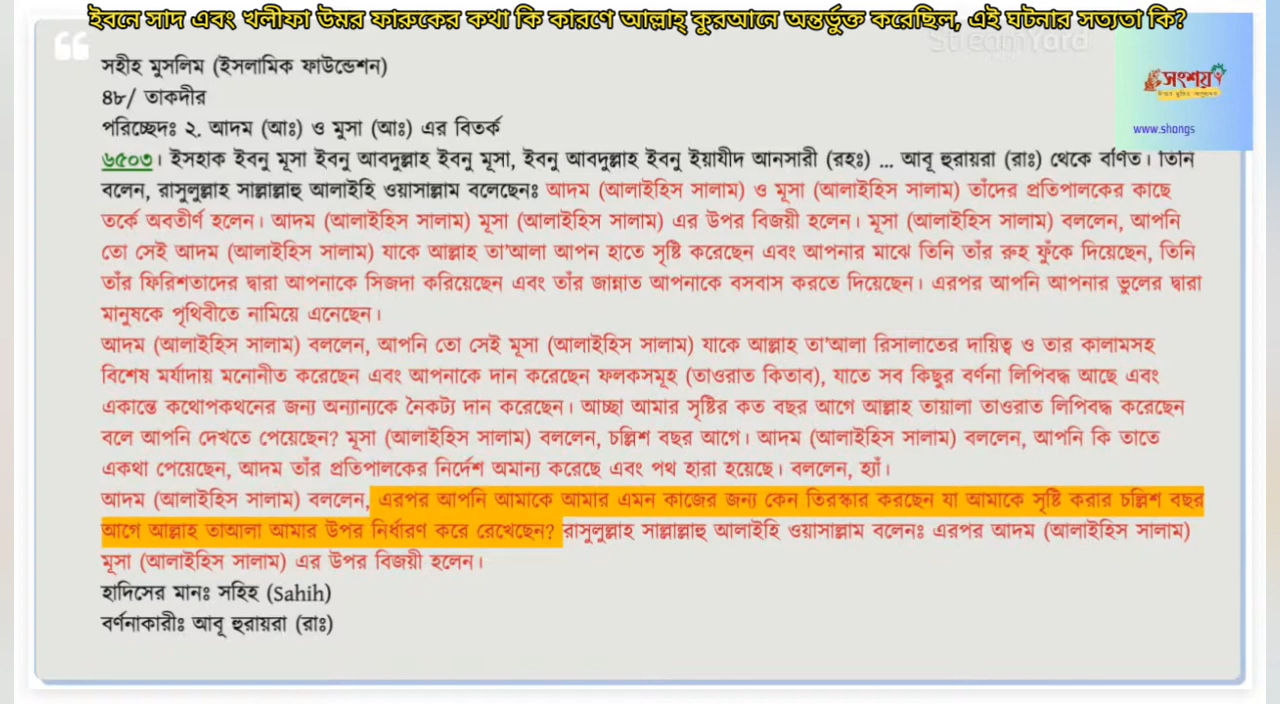 ইবনে সাদ এবং খলীফা উমর ফারুকের কথা কি কারণে আল্লাহ্ কুরআনে অন্তর্ভুক্ত করেছিল, এই ঘটনার সত্যতা কি?
StreamYard
সহীহ মুসলিম (ইসলামিক ফাউন্ডেশন)
সংশয়
৪৮/ তাকদীর
www.shongs
পরিচ্ছেদঃ ২. আদম (আঃ) ও মুসা (আঃ) এর বিতর্ক
৬৫০৩। ইসহাক ইবনু মূসা ইবনু আবদুল্লাহ ইবনু মূসা, ইবনু আবদুল্লাহ ইবনু ইয়াযীদ আনসারী (রহঃ) ... আবূ হুরায়রা (রাঃ) থেকে বর্ণিত। তিনি
বলেন, রাসুলুল্লাহ সাল্লাল্লাহু আলাইহি ওয়াসাল্লাম বলেছেনঃ আদম (আলাইহিস সালাম) ও মূসা (আলাইহিস সালাম) তাঁদের প্রতিপালকের কাছে
তর্কে অবতীর্ণ হলেন। আদম (আলাইহিস সালাম) মূসা (আলাইহিস সালাম) এর উপর বিজয়ী হলেন। মূসা (আলাইহিস সালাম) বললেন, আপনি
তো সেই আদম (আলাইহিস সালাম) যাকে আল্লাহ তা'আলা আপন হাতে সৃষ্টি করেছেন এবং আপনার মাঝে তিনি তাঁর রুহ ফুঁকে দিয়েছেন, তিনি
তাঁর ফিরিশতাদের দ্বারা আপনাকে সিজদা করিয়েছেন এবং তাঁর জান্নাত আপনাকে বসবাস করতে দিয়েছেন। এরপর আপনি আপনার ভুলের দ্বারা
মানুষকে পৃথিবীতে নামিয়ে এনেছেন।
আদম (আলাইহিস সালাম) বললেন, আপনি তো সেই মূসা (আলাইহিস সালাম) যাকে আল্লাহ তা'আলা রিসালাতের দায়িত্ব ও তার কালামসহ
বিশেষ মর্যাদায় মনোনীত করেছেন এবং আপনাকে দান করেছেন ফলকসমূহ (তাওরাত কিতাব), যাতে সব কিছুর বর্ণনা লিপিবদ্ধ আছে এবং
একান্তে কথোপকথনের জন্য অন্যান্যকে নৈকট্য দান করেছেন। আচ্ছা আমার সৃষ্টির কত বছর আগে আল্লাহ তায়ালা তাওরাত লিপিবদ্ধ করেছেন
বলে আপনি দেখতে পেয়েছেন? মূসা (আলাইহিস সালাম) বললেন, চল্লিশ বছর আগে। আদম (আলাইহিস সালাম) বললেন, আপনি কি তাতে
একথা পেয়েছেন, আদম তাঁর প্রতিপালকের নির্দেশ অমান্য করেছে এবং পথ হারা হয়েছে। বললেন, হ্যাঁ।
আদম (আলাইহিস সালাম) বললেন, এরপর আপনি আমাকে আমার এমন কাজের জন্য কেন তিরস্কার করছেন যা আমাকে সৃষ্টি করার চল্লিশ বছর
আগে আল্লাহ তাআলা আমার উপর নির্ধারণ করে রেখেছেন? রাসুলুল্লাহ সাল্লাল্লাহু আলাইহি ওয়াসাল্লাম বলেনঃ এরপর আদম (আলাইহিস সালাম)
মূসা (আলাইহিস সালাম) এর উপর বিজয়ী হলেন।
হাদিসের মানঃ সহিহ (Sahih)
বর্ণনাকারীঃ আবূ হুরায়রা (রাঃ)